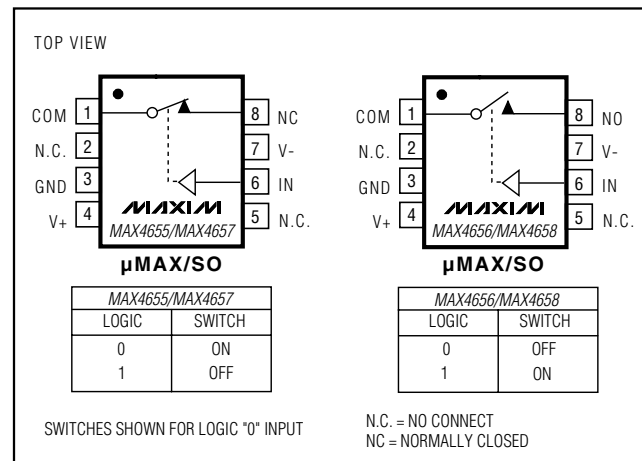 TOP VIEW
COM 1
N.C. 2
GND 3
V+ 4
8 NC
7 V-
6 IN
5 N.C.
MAXIM
MAX4655/MAX4657
µMAX/SO
MAX4655/MAX4657
LOGIC SWITCH
0 ON
1 OFF
SWITCHES SHOWN FOR LOGIC "0" INPUT
COM 1
N.C. 2
GND 3
V+ 4
8 NO
7 V-
6 IN
5 N.C.
MAXIM
MAX4656/MAX4658
µMAX/SO
MAX4656/MAX4658
LOGIC SWITCH
0 OFF
1 ON
N.C. = NO CONNECT
NC = NORMALLY CLOSED